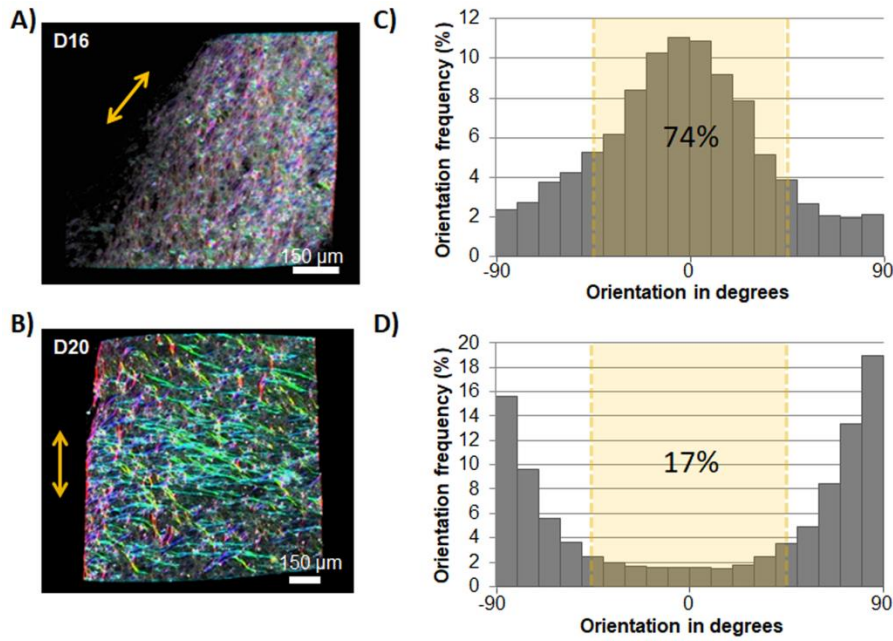 A)
D16
150 µm
B)
D20
150 µm
C)
Orientation frequency (%)
12
10
8
6
4
2
0
74%
-90
0
90
Orientation in degrees
D)
Orientation frequency (%)
20
18
16
14
12
10
8
6
4
2
0
17%
-90
0
90
Orientation in degrees